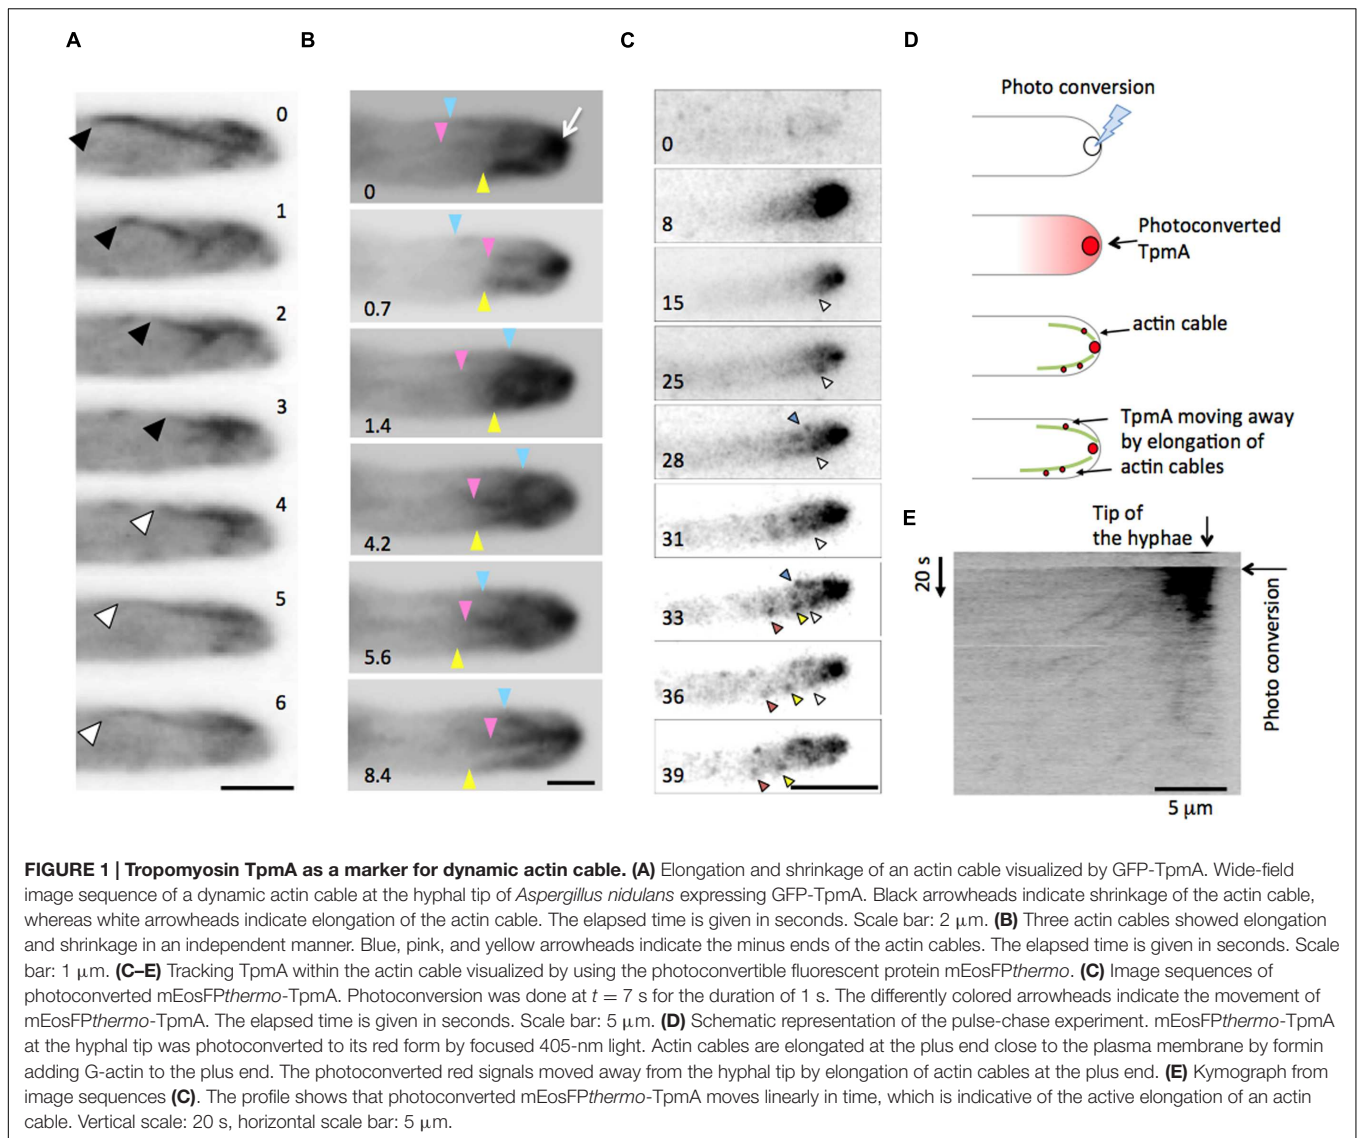 A
B
C
D
0
1
2
3
4
5
6
0
0.7
1.4
4.2
5.6
8.4
0
8
15
25
28
31
33
36
39
Photo conversion
Photoconverted
TpmA
actin cable
TpmA moving away
by elongation of
actin cables
E
Tip of
the hyphae
20 s
Photo conversion
5 μm
FIGURE 1 | Tropomyosin TpmA as a marker for dynamic actin cable. (A) Elongation and shrinkage of an actin cable visualized by GFP-TpmA. Wide-field
image sequence of a dynamic actin cable at the hyphal tip of Aspergillus nidulans expressing GFP-TpmA. Black arrowheads indicate shrinkage of the actin cable,
whereas white arrowheads indicate elongation of the actin cable. The elapsed time is given in seconds. Scale bar: 2 μm. (B) Three actin cables showed elongation
and shrinkage in an independent manner. Blue, pink, and yellow arrowheads indicate the minus ends of the actin cables. The elapsed time is given in seconds. Scale
bar: 1 μm. (C–E) Tracking TpmA within the actin cable visualized by using the photoconvertible fluorescent protein mEosFPthermo. (C) Image sequences of
photoconverted mEosFPthermo-TpmA. Photoconversion was done at t = 7 s for the duration of 1 s. The differently colored arrowheads indicate the movement of
mEosFPthermo-TpmA. The elapsed time is given in seconds. Scale bar: 5 μm. (D) Schematic representation of the pulse-chase experiment. mEosFPthermo-TpmA
at the hyphal tip was photoconverted to its red form by focused 405-nm light. Actin cables are elongated at the plus end close to the plasma membrane by formin
adding G-actin to the plus end. The photoconverted red signals moved away from the hyphal tip by elongation of actin cables at the plus end. (E) Kymograph from
image sequences (C). The profile shows that photoconverted mEosFPthermo-TpmA moves linearly in time, which is indicative of the active elongation of an actin
cable. Vertical scale: 20 s, horizontal scale bar: 5 μm.